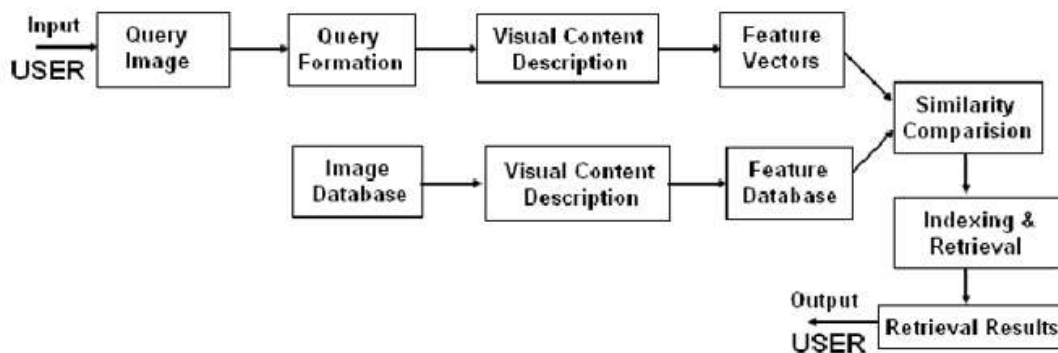 Input
USER
Query
Image
Query
Formation
Visual Content
Description
Feature
Vectors
Similarity
Comparision
Image
Database
Visual Content
Description
Feature
Database
Indexing &
Retrieval
Retrieval Results
Output
USER